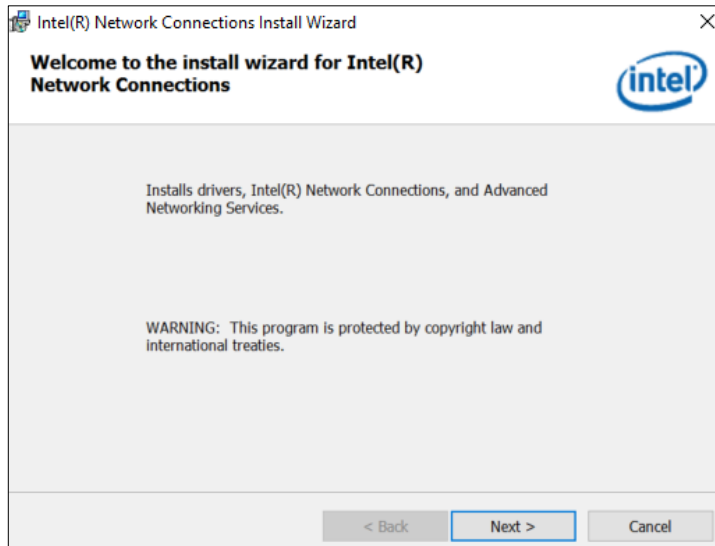 Intel(R) Network Connections Install Wizard
Welcome to the install wizard for Intel(R)
Network Connections
intel
Installs drivers, Intel(R) Network Connections, and Advanced
Networking Services.
WARNING:  This program is protected by copyright law and
international treaties.
< Back
Next >
Cancel